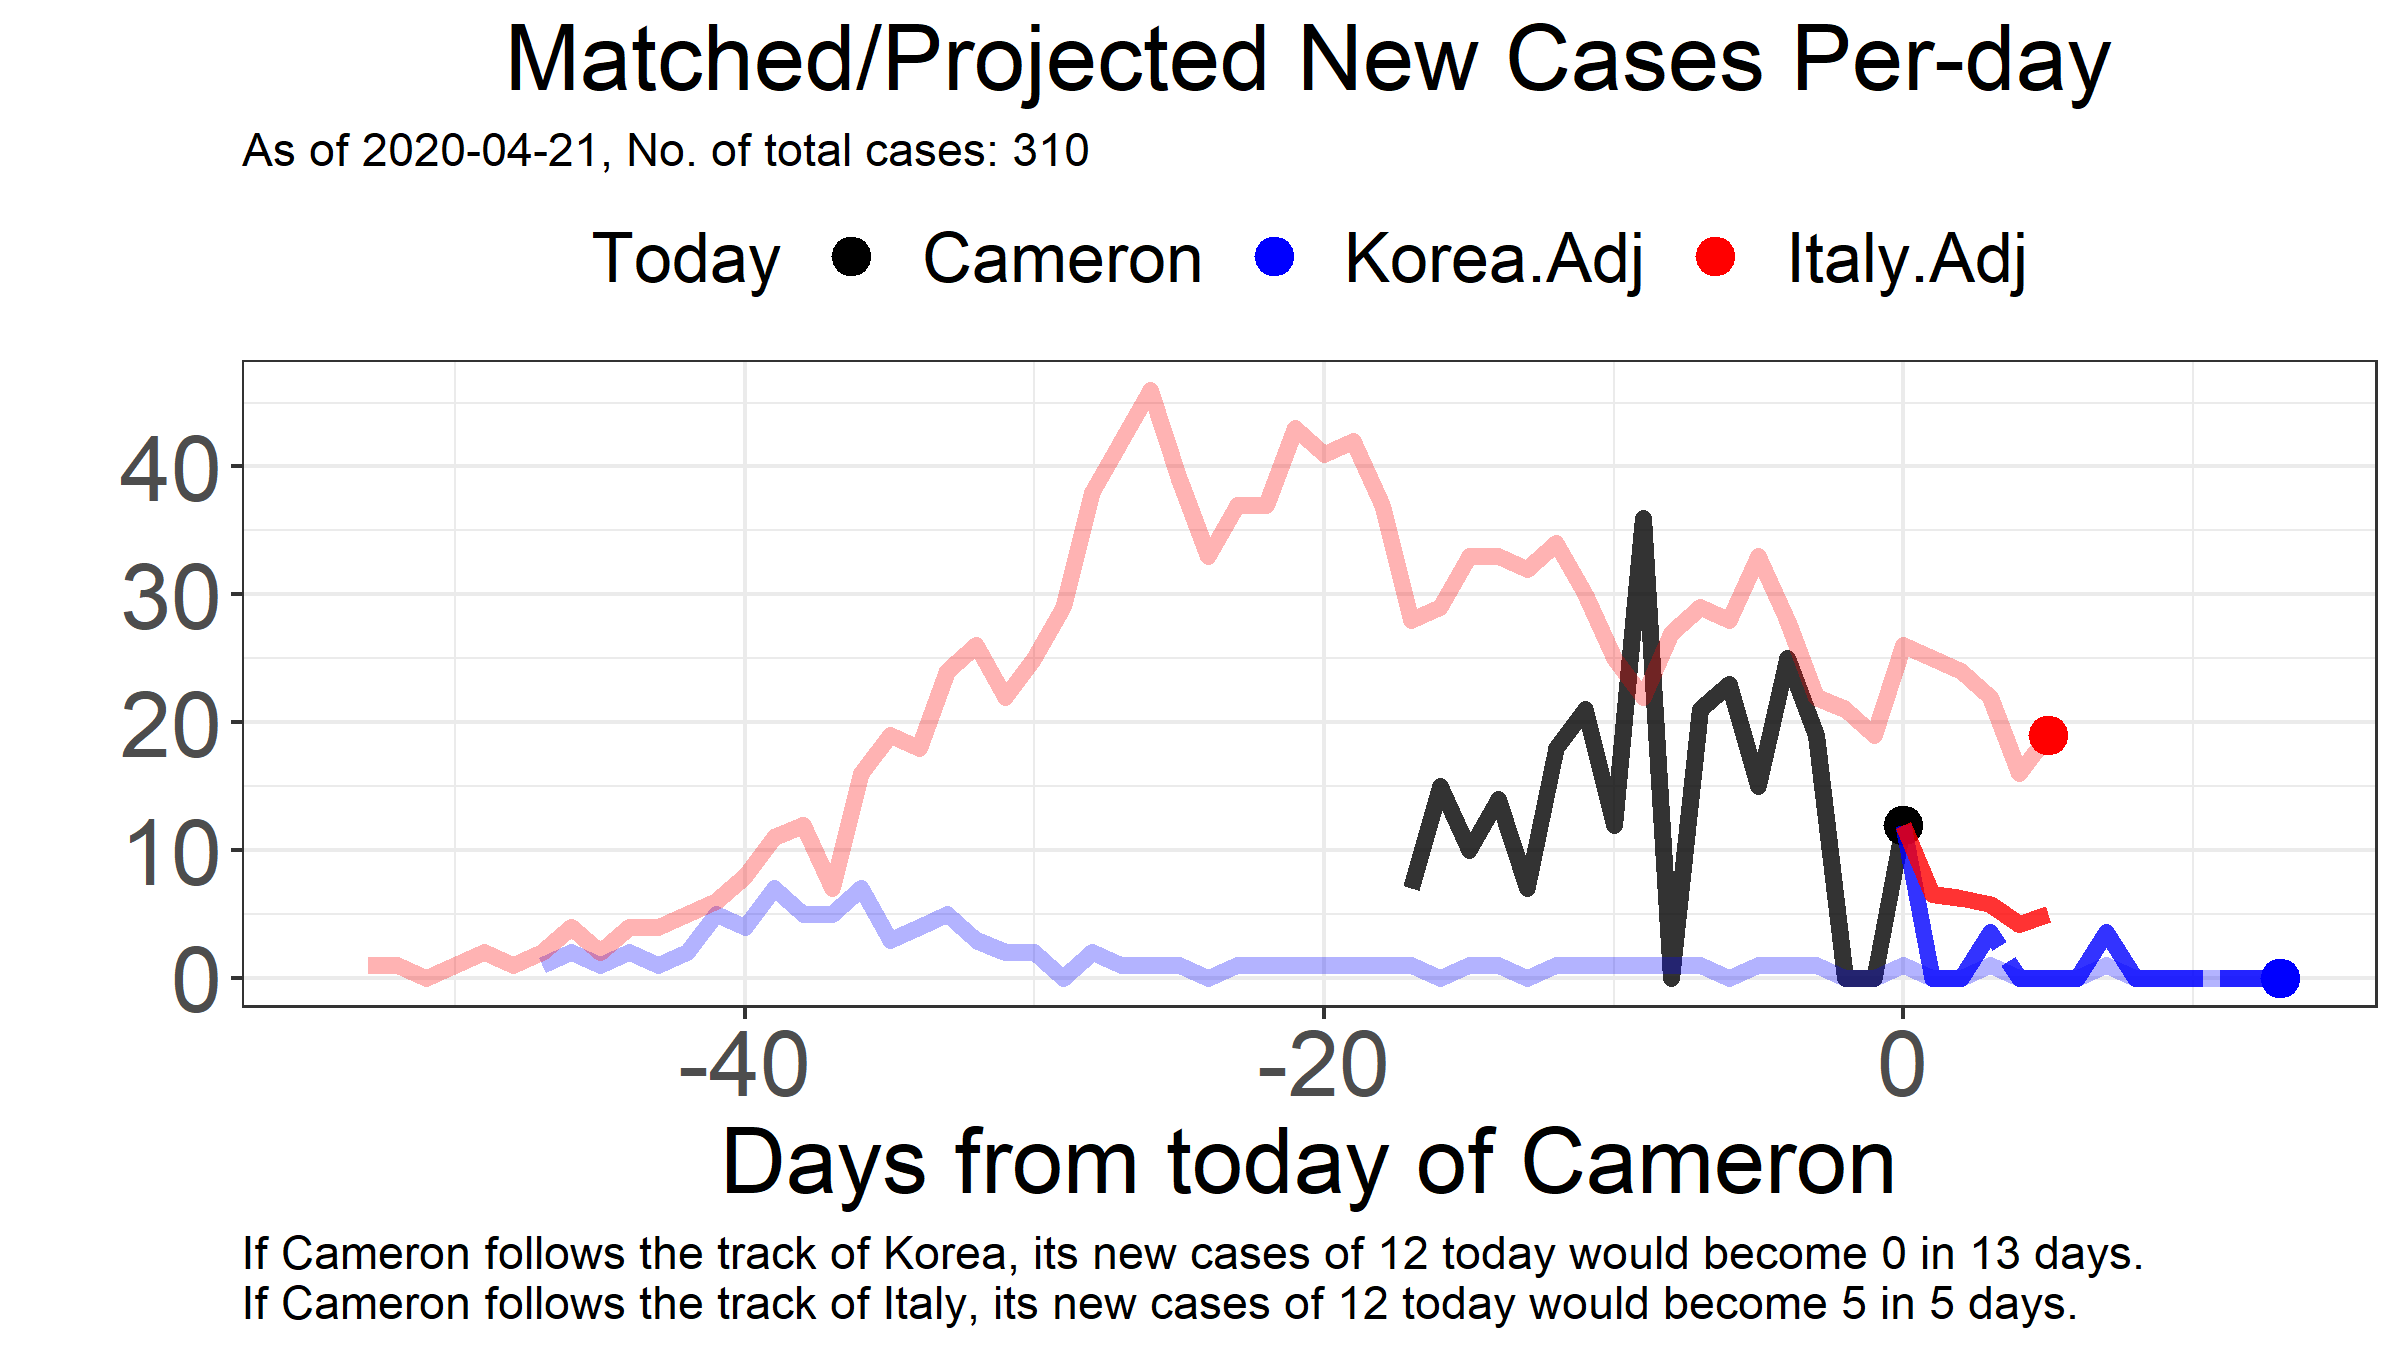 Matched/Projected New Cases Per-day
As of 2020-04-21, No. of total cases: 310
Today Cameron Korea.Adj Italy.Adj
40
30
20
10
0
-40 -20 0
Days from today of Cameron
If Cameron follows the track of Korea, its new cases of 12 today would become 0 in 13 days.
If Cameron follows the track of Italy, its new cases of 12 today would become 5 in 5 days.